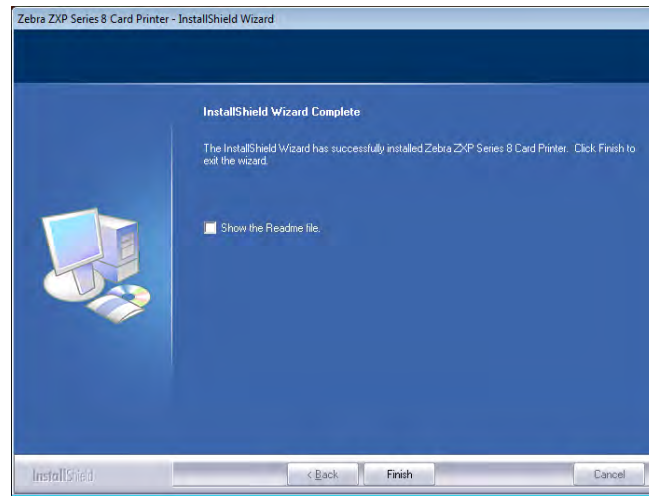 Zebra ZXP Series 8 Card Printer - InstallShield Wizard
InstallShield Wizard Complete
The InstallShield Wizard has successfully installed Zebra ZXP Series 8 Card Printer. Click Finish to
exit the wizard.
Show the Readme file.
InstallShield
< Back
Finish
Cancel